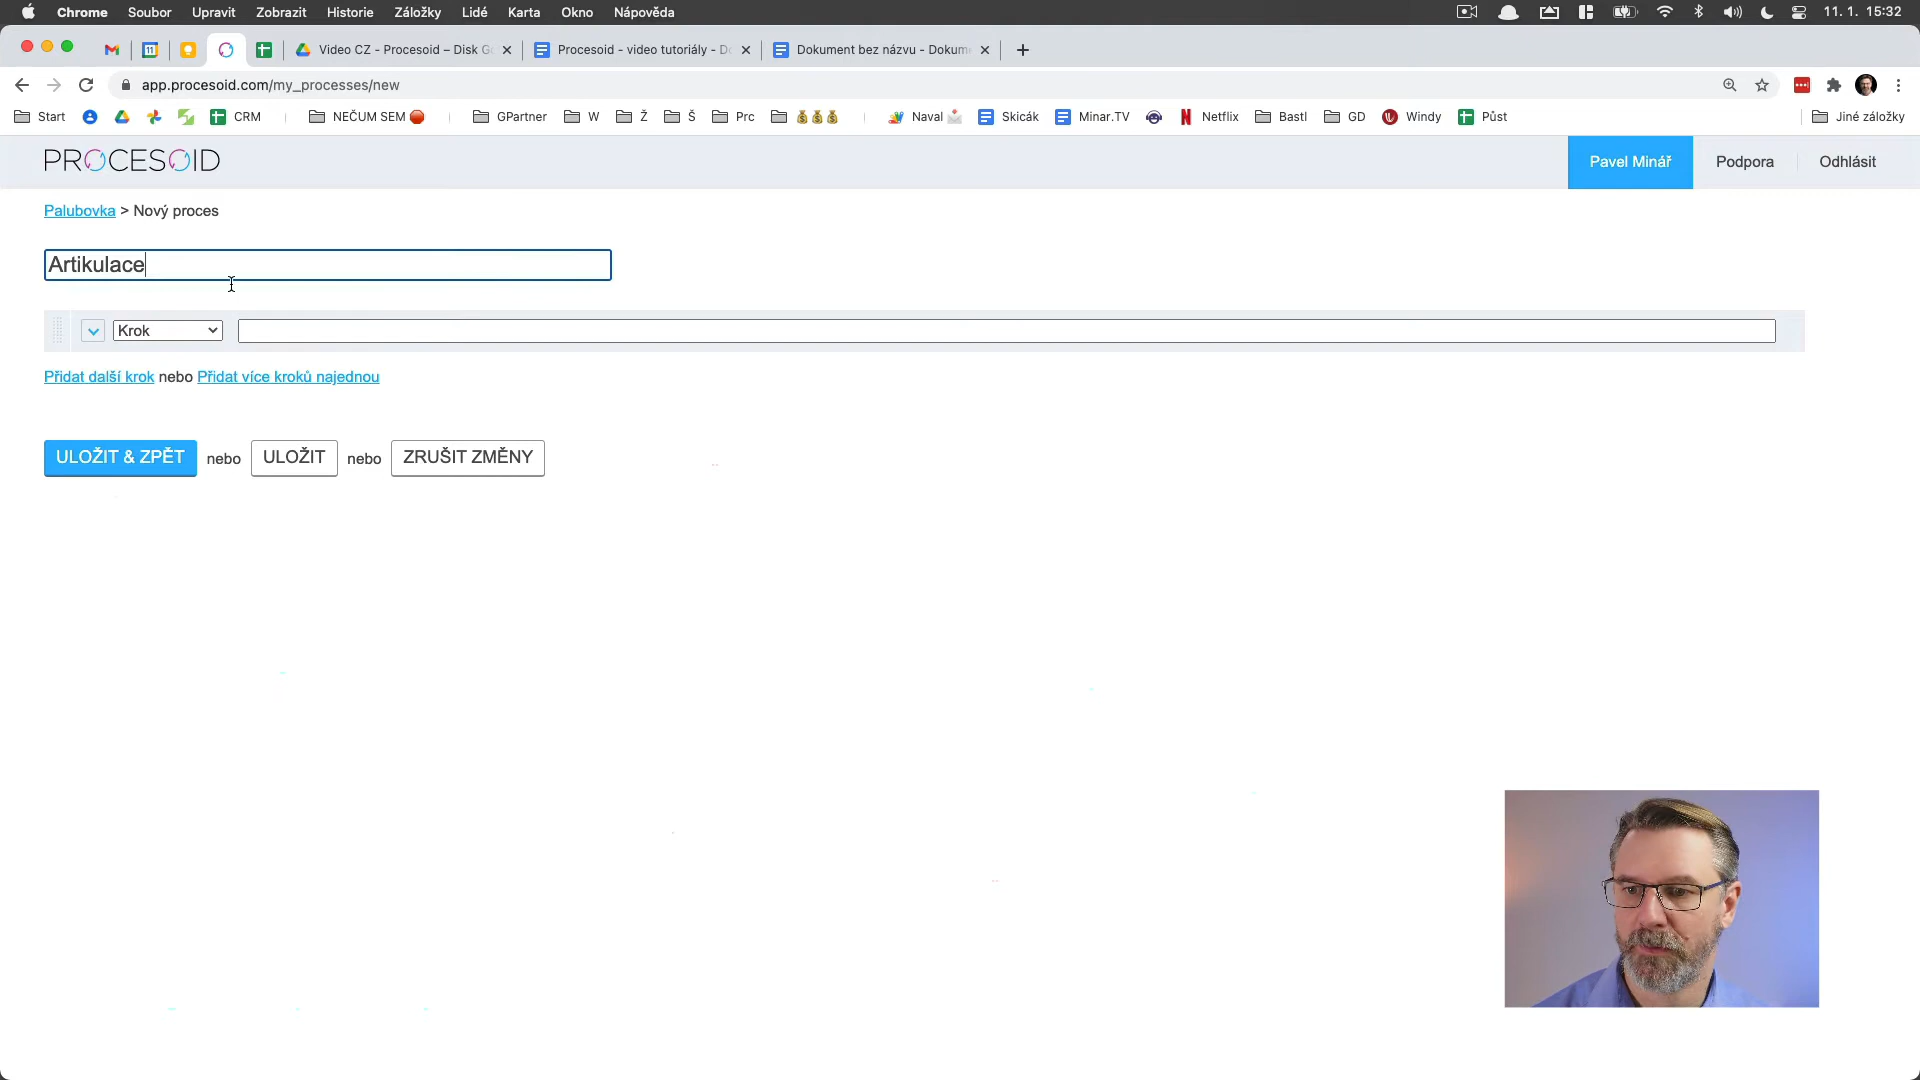 Chrome Soubor Upravit Zobrazit Historie Záložky Lidé Karta Okno Nápověda 11. 1. 15:32
Video CZ - Procesoid – Disk Go Procesoid - video tutoriály - Do Dokument bez názvu - Dokume
app.procesoid.com/my_processes/new
Start CRM NEČUM SEM GPartner W Ž Š Prc Naval Skicák Minar.TV Netflix Bastl GD Windy Půst Jiné záložky
PROCESOID Pavel Minář Podpora Odhlásit
Palubovka > Nový proces
Artikulace
Krok
Přidat další krok nebo Přidat více kroků najednou
ULOŽIT & ZPĚT nebo ULOŽIT nebo ZRUŠIT ZMĚNY